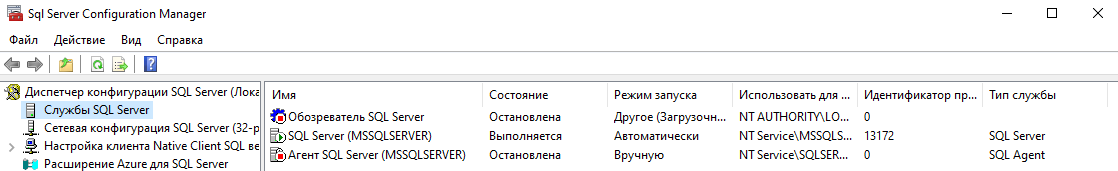 Sql Server Configuration Manager
Файл Действие Вид Справка
Диспетчер конфигурации SQL Server (Лока
Службы SQL Server
Сетевая конфигурация SQL Server (32-р
Настройка клиента Native Client SQL ве
Расширение Azure для SQL Server
Имя Состояние Режим запуска Использовать для ... Идентификатор пр... Тип службы
Обозреватель SQL Server Остановлена Другое (Загрузочн... NT AUTHORITY\LO... 0
SQL Server (MSSQLSERVER) Выполняется Автоматически NT Service\MSSQLS... 13172 SQL Server
Агент SQL Server (MSSQLSERVER) Остановлена Вручную NT Service\SQLSER... 0 SQL Agent